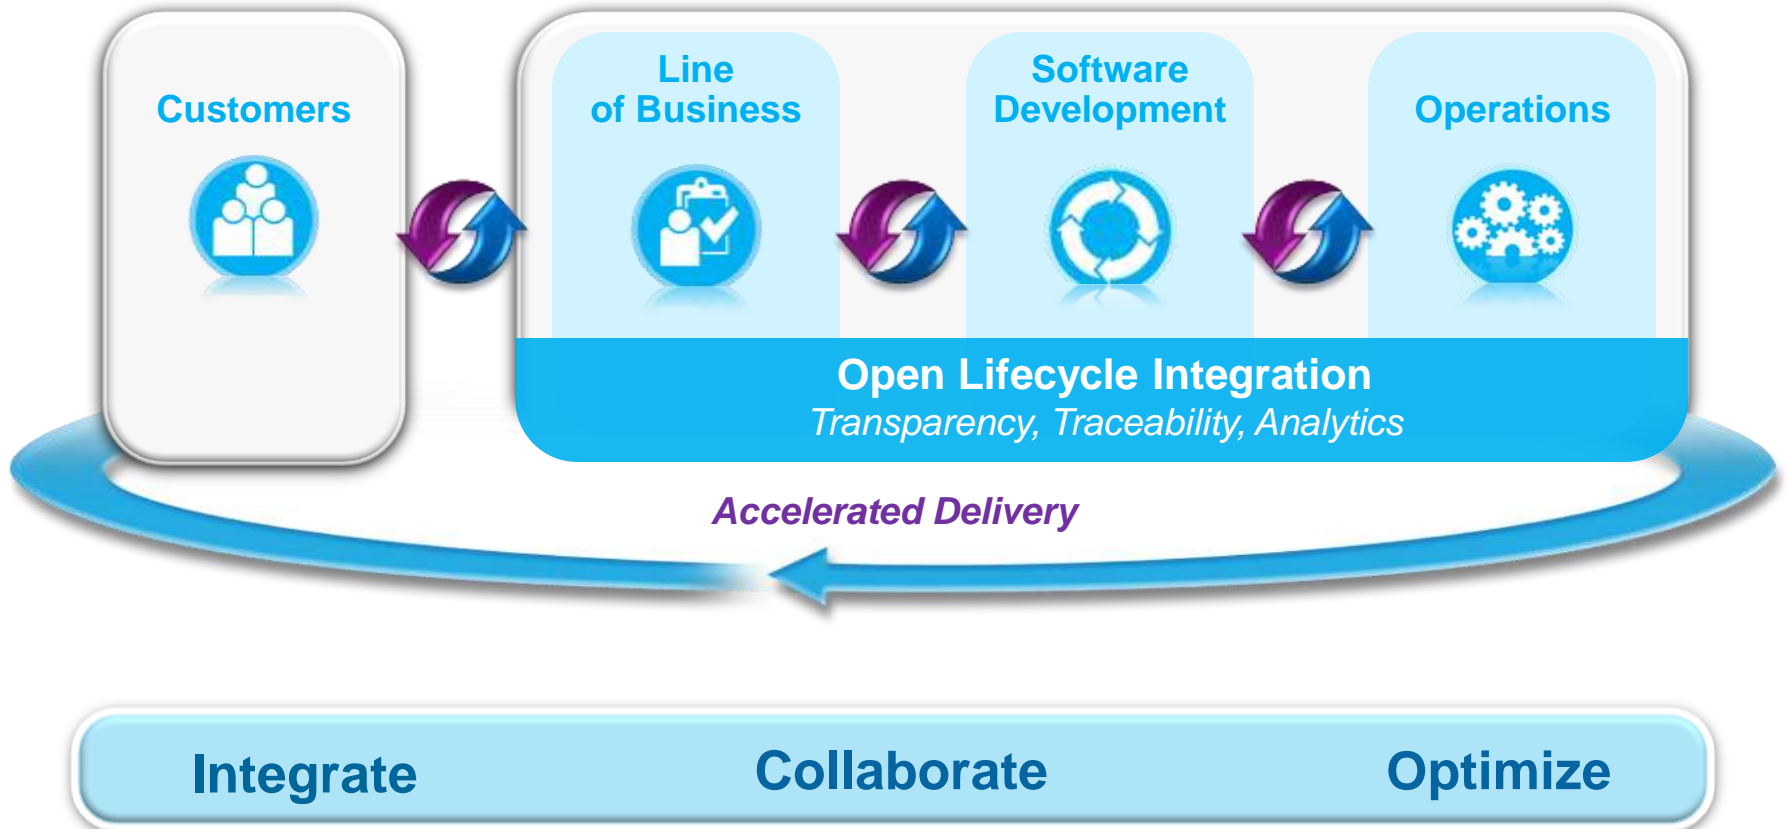 Customers
Line
of Business
Software
Development
Operations
Open Lifecycle Integration
Transparency, Traceability, Analytics
Accelerated Delivery
Integrate
Collaborate
Optimize